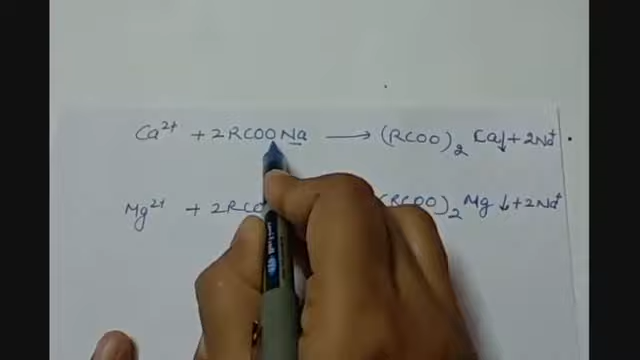 Ca²⁺ + 2RCOONa ⟶ (RCOO)₂ Ca↓ + 2Na⁺
Mg²⁺ + 2RCO (RCOO)₂ Mg↓ + 2Na⁺